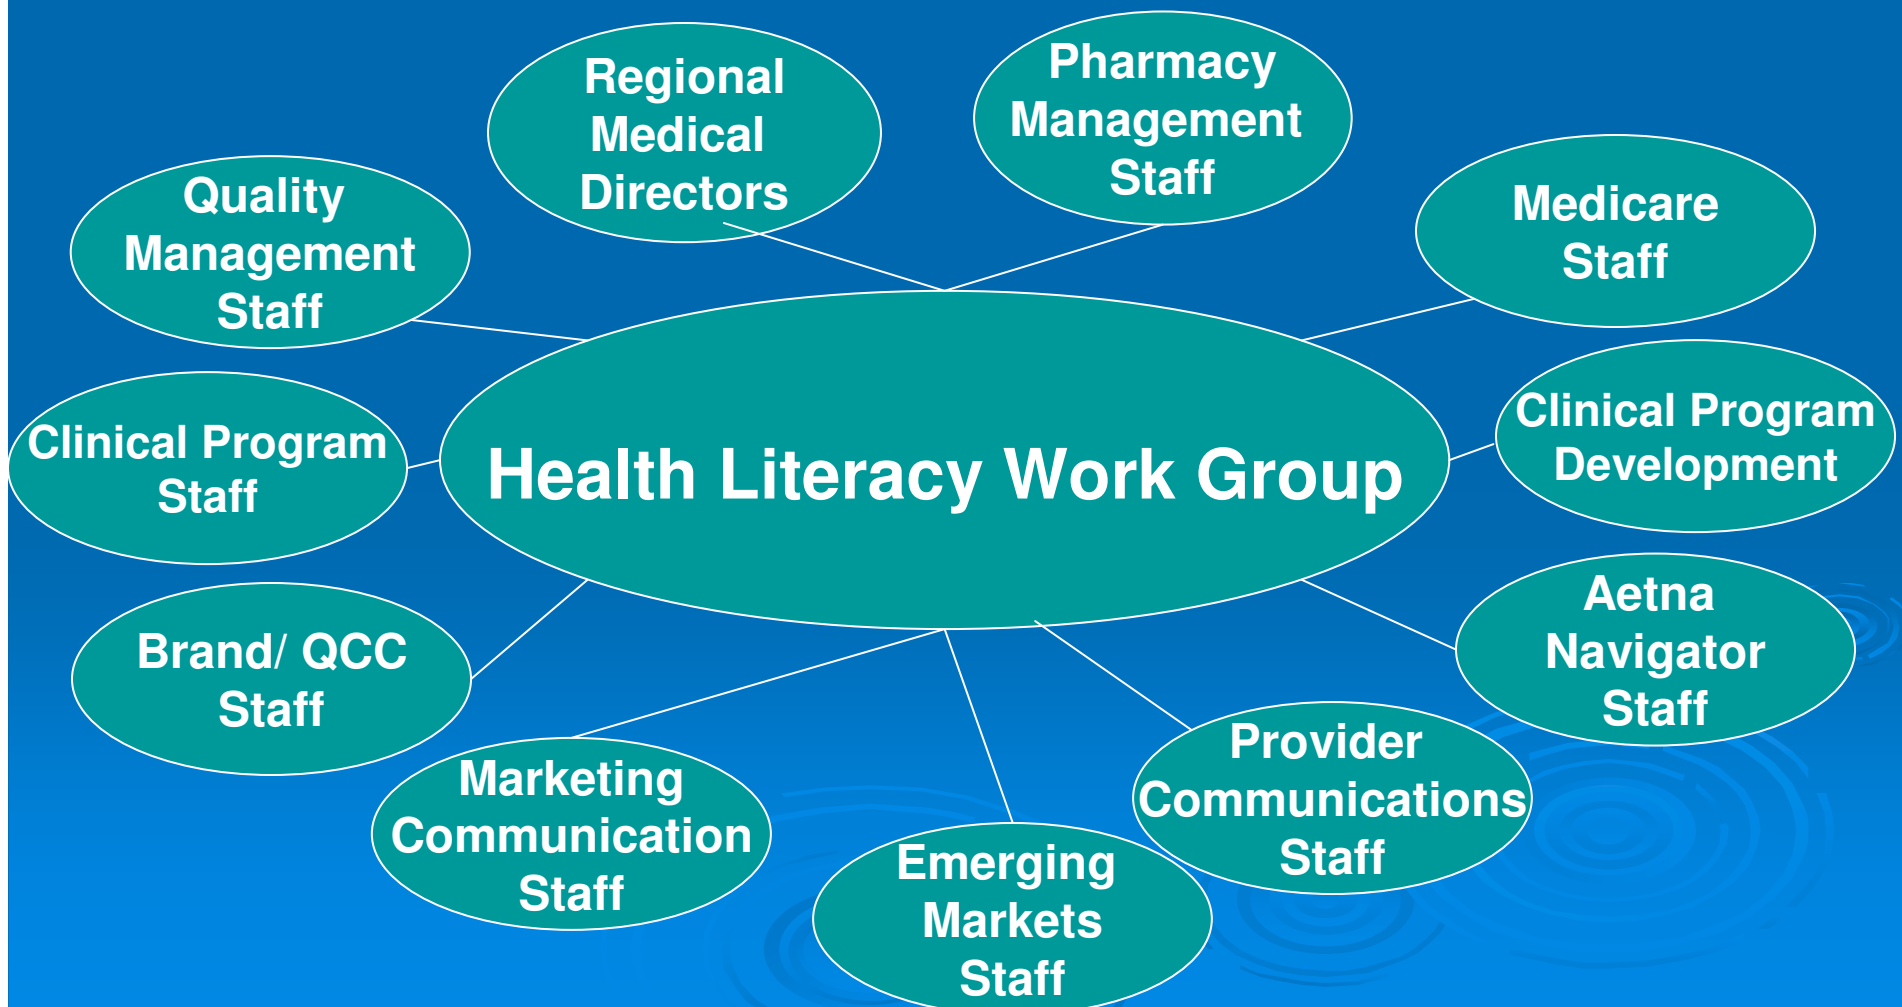 Regional
Medical
Directors
Pharmacy
Management
Staff
Quality
Management
Staff
Medicare
Staff
Clinical Program
Staff
Health Literacy Work Group
Clinical Program
Development
Brand/ QCC
Staff
Aetna
Navigator
Staff
Marketing
Communication
Staff
Emerging
Markets
Staff
Provider
Communications
Staff